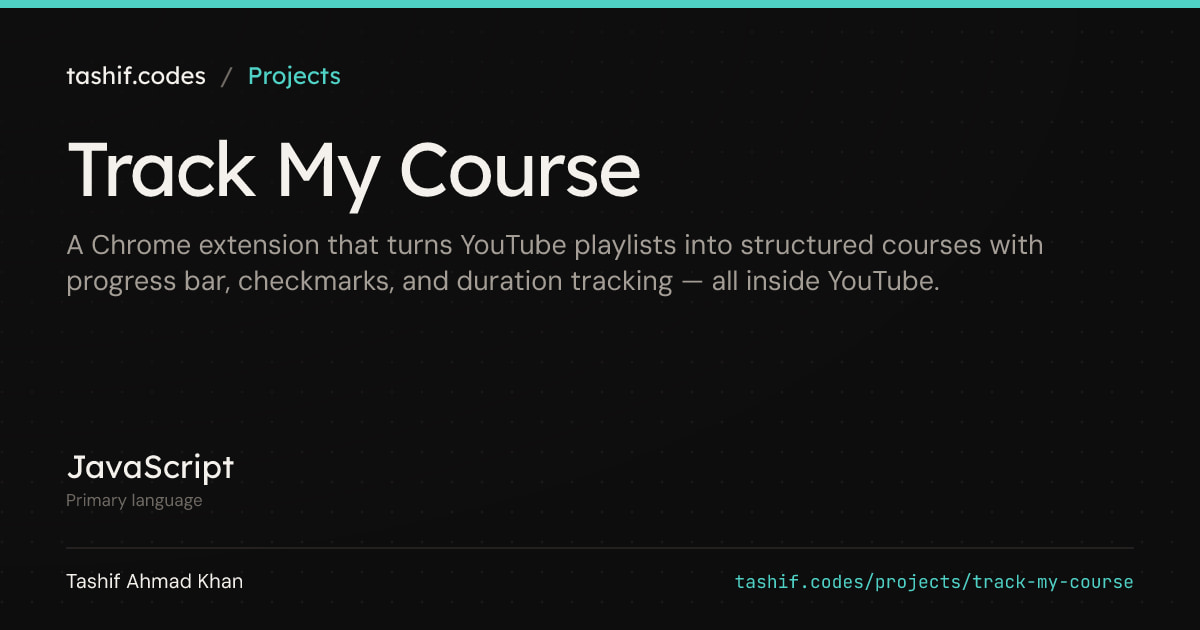 tashif.codes / Projects
Track My Course
A Chrome extension that turns YouTube playlists into structured courses with
progress bar, checkmarks, and duration tracking — all inside YouTube.
JavaScript
Primary language
Tashif Ahmad Khan
tashif.codes/projects/track-my-course